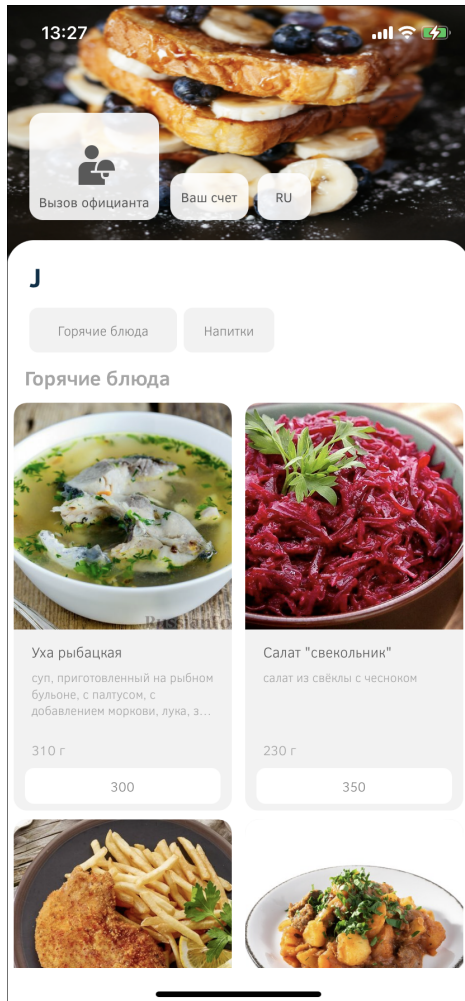 13:27
Вызов официанта
Ваш счет
RU
J
Горячие блюда
Напитки
Горячие блюда
Уха рыбацкая
суп, приготовленный на рыбном
бульоне, с палтусом, с
добавлением моркови, лука, з...
310 г
300
Салат "свекольник"
салат из свёклы с чесноком
230 г
350